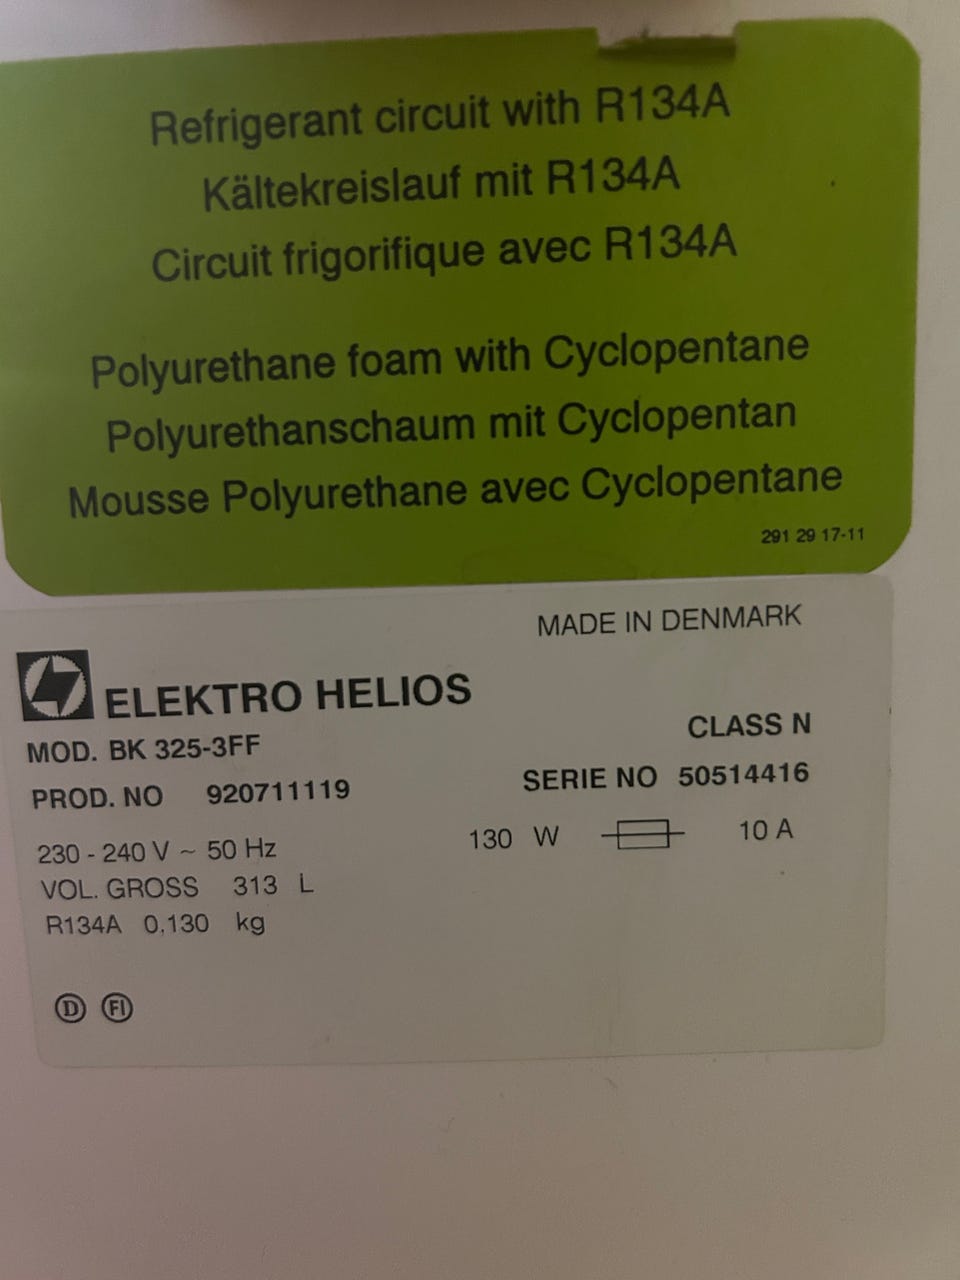 Refrigerant circuit with R134A
Kältekreislauf mit R134A
Circuit frigorifique avec R134A
Polyurethane foam with Cyclopentane
Polyurethanschaum mit Cyclopentan
Mousse Polyurethane avec Cyclopentane
291 29 17-11
MADE IN DENMARK
ELEKTRO HELIOS
MOD. BK 325-3FF
CLASS N
PROD. NO 920711119 SERIE NO 50514416
230 - 240 V ~ 50 Hz 130 W 10 A
VOL. GROSS 313 L
R134A 0,130 kg
D FI